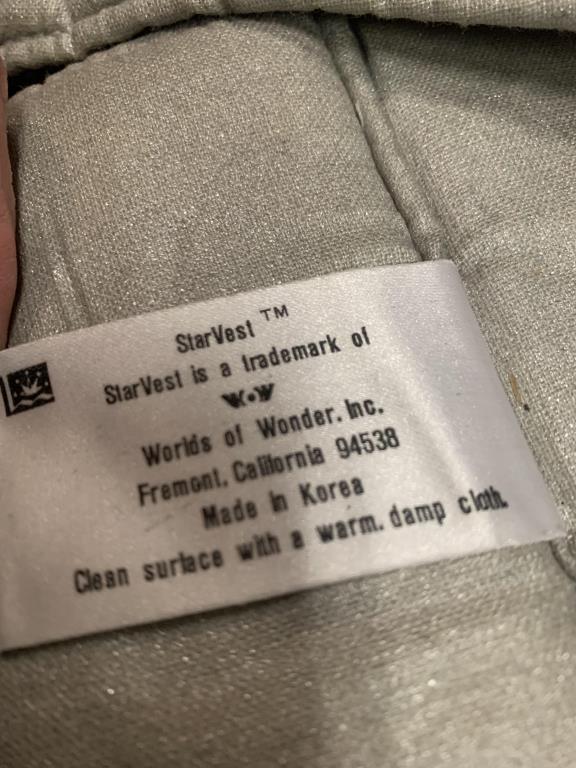 StarVest TM
StarVest is a trademark of
W•W
Worlds of Wonder. Inc.
Fremont. California 94538
Made in Korea
Clean surface with a warm. damp cloth.